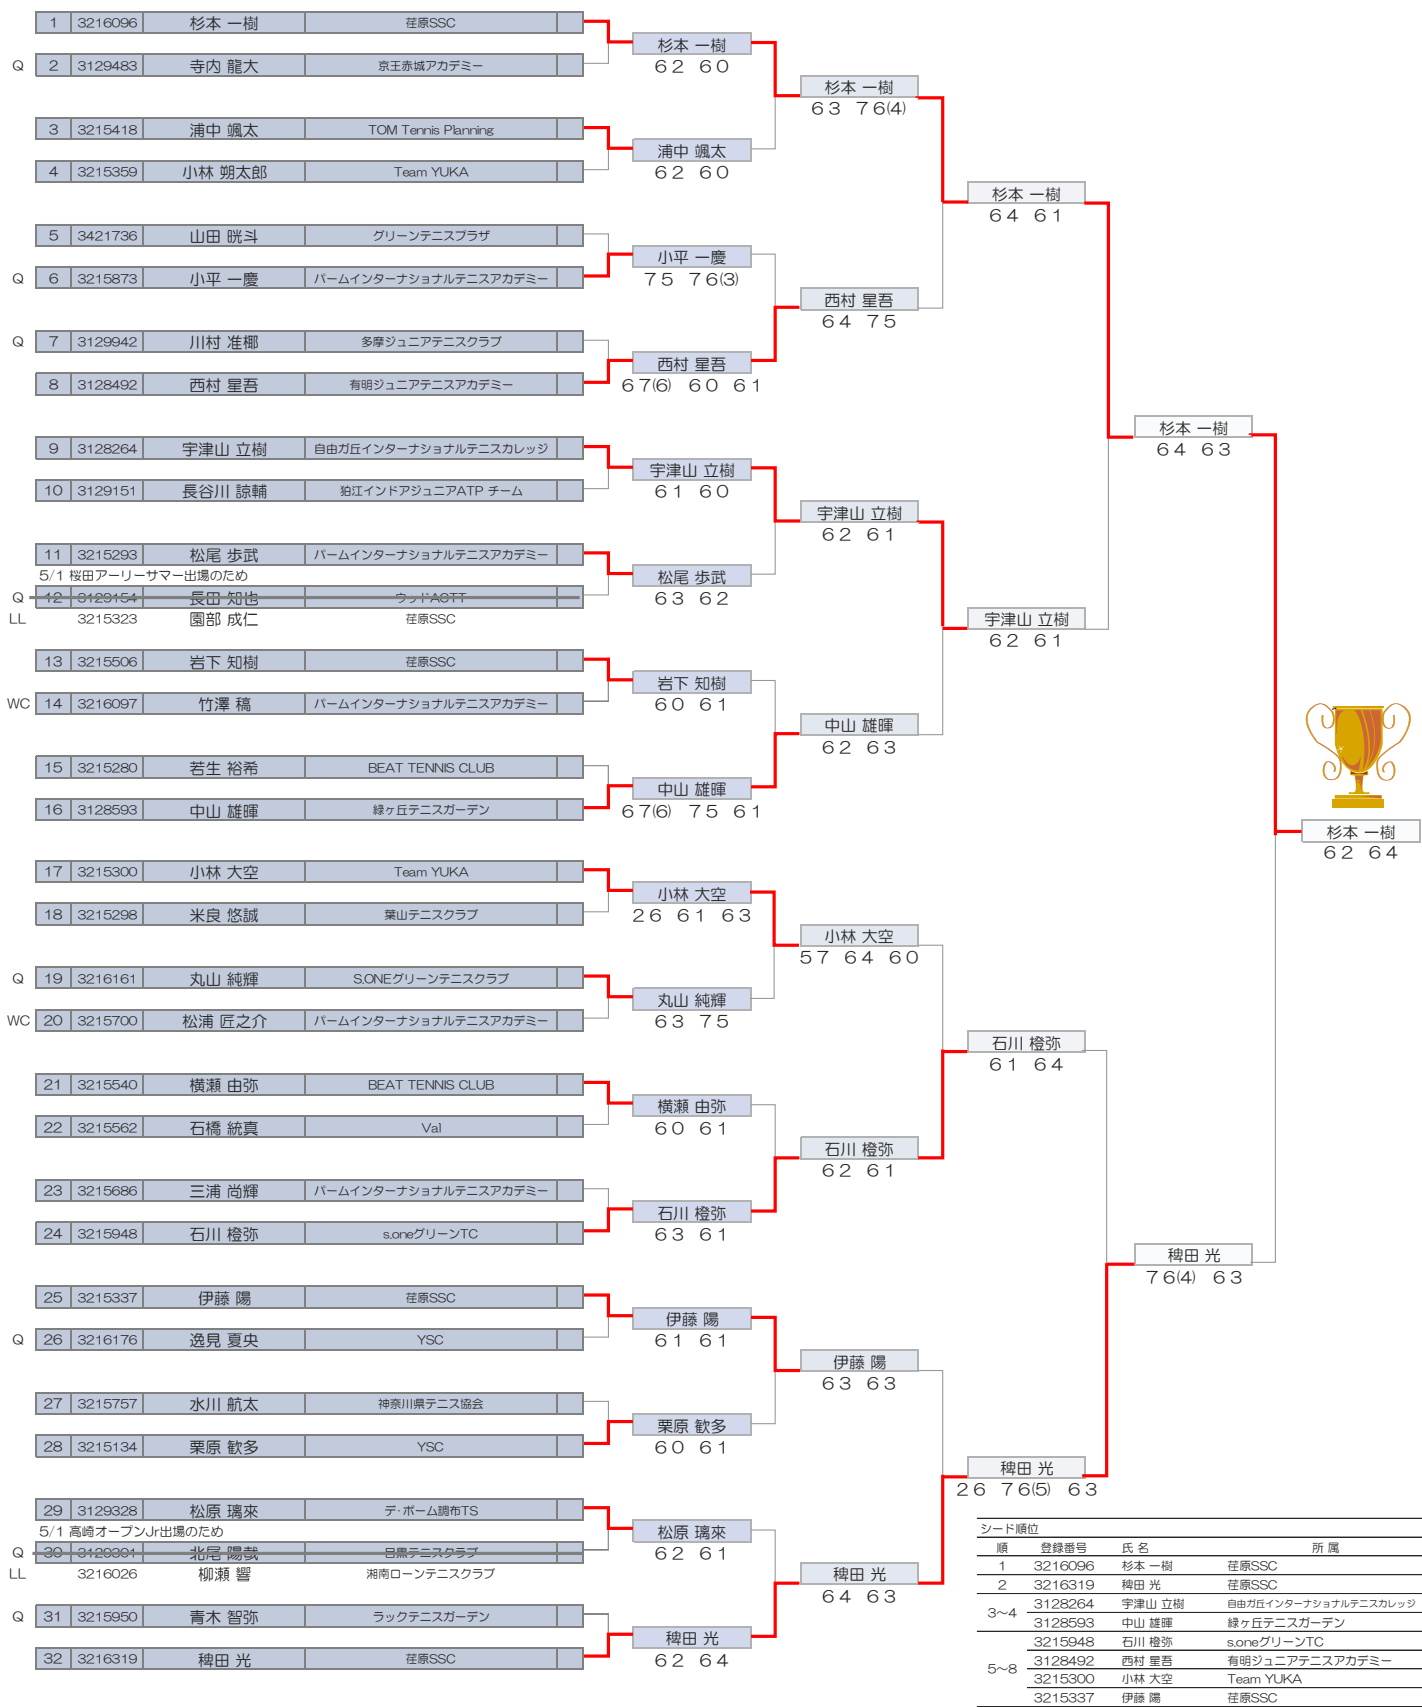 1 3216096 杉本 一樹 荏原SSC
杉本 一樹
Q 2 3129483 寺内 龍大 京王赤城アカデミー
62 60
杉本 一樹
63 76(4)
3 3215418 浦中 颯太 TOM Tennis Planning
浦中 颯太
4 3215359 小林 朔太郎 Team YUKA
62 60
杉本 一樹
64 61
5 3421736 山田 晄斗 グリーンテニスプラザ
小平 一慶
Q 6 3215873 小平 一慶 パームインターナショナルテニスアカデミー
75 76(3)
西村 星吾
64 75
Q 7 3129942 川村 准椰 多摩ジュニアテニスクラブ
西村 星吾
8 3128492 西村 星吾 有明ジュニアテニスアカデミー
67(6) 60 61
杉本 一樹
64 63
9 3128264 宇津山 立樹 自由ガ丘インターナショナルテニスカレッジ
宇津山 立樹
10 3129151 長谷川 諒輔 狛江インドアジュニアATP チーム
61 60
宇津山 立樹
62 61
11 3215293 松尾 歩武 パームインターナショナルテニスアカデミー
5/1 桜田アーリーサマー出場のため
松尾 歩武
Q 12 3129154 長田 知也 ウッドAOTT
63 62
LL 3215323 園部 成仁 荏原SSC
宇津山 立樹
62 61
13 3215506 岩下 知樹 荏原SSC
岩下 知樹
WC 14 3216097 竹澤 稿 パームインターナショナルテニスアカデミー
60 61
中山 雄暉
62 63
15 3215280 若生 裕希 BEAT TENNIS CLUB
中山 雄暉
16 3128593 中山 雄暉 緑ヶ丘テニスガーデン
67(6) 75 61
杉本 一樹
62 64
17 3215300 小林 大空 Team YUKA
小林 大空
18 3215298 米良 悠誠 葉山テニスクラブ
26 61 63
小林 大空
57 64 60
Q 19 3216161 丸山 純輝 S.ONEグリーンテニスクラブ
丸山 純輝
WC 20 3215700 松浦 匠之介 パームインターナショナルテニスアカデミー
63 75
石川 橙弥
61 64
21 3215540 横瀬 由弥 BEAT TENNIS CLUB
横瀬 由弥
22 3215562 石橋 統真 Val
60 61
石川 橙弥
62 61
23 3215686 三浦 尚輝 パームインターナショナルテニスアカデミー
石川 橙弥
24 3215948 石川 橙弥 s.oneグリーンTC
63 61
稗田 光
76(4) 63
25 3215337 伊藤 陽 荏原SSC
伊藤 陽
Q 26 3216176 逸見 夏央 YSC
61 61
伊藤 陽
63 63
27 3215757 水川 航太 神奈川県テニス協会
栗原 歓多
28 3215134 栗原 歓多 YSC
60 61
稗田 光
26 76(5) 63
29 3129328 松原 璃來 デ・ポーム調布TS
5/1 高崎オープンJr出場のため
松原 璃來
Q 30 3129301 北尾 陽哉 目黒テニスクラブ
62 61
LL 3216026 柳瀬 響 湘南ローンテニスクラブ
稗田 光
64 63
Q 31 3215950 青木 智弥 ラックテニスガーデン
稗田 光
32 3216319 稗田 光 荏原SSC
62 64
シード順位
順 登録番号 氏 名 所 属
1 3216096 杉本 一樹 荏原SSC
2 3216319 稗田 光 荏原SSC
3～4 3128264 宇津山 立樹 自由ガ丘インターナショナルテニスカレッジ
3128593 中山 雄暉 緑ヶ丘テニスガーデン
5～8 3215948 石川 橙弥 s.oneグリーンTC
3128492 西村 星吾 有明ジュニアテニスアカデミー
3215300 小林 大空 Team YUKA
3215337 伊藤 陽 荏原SSC